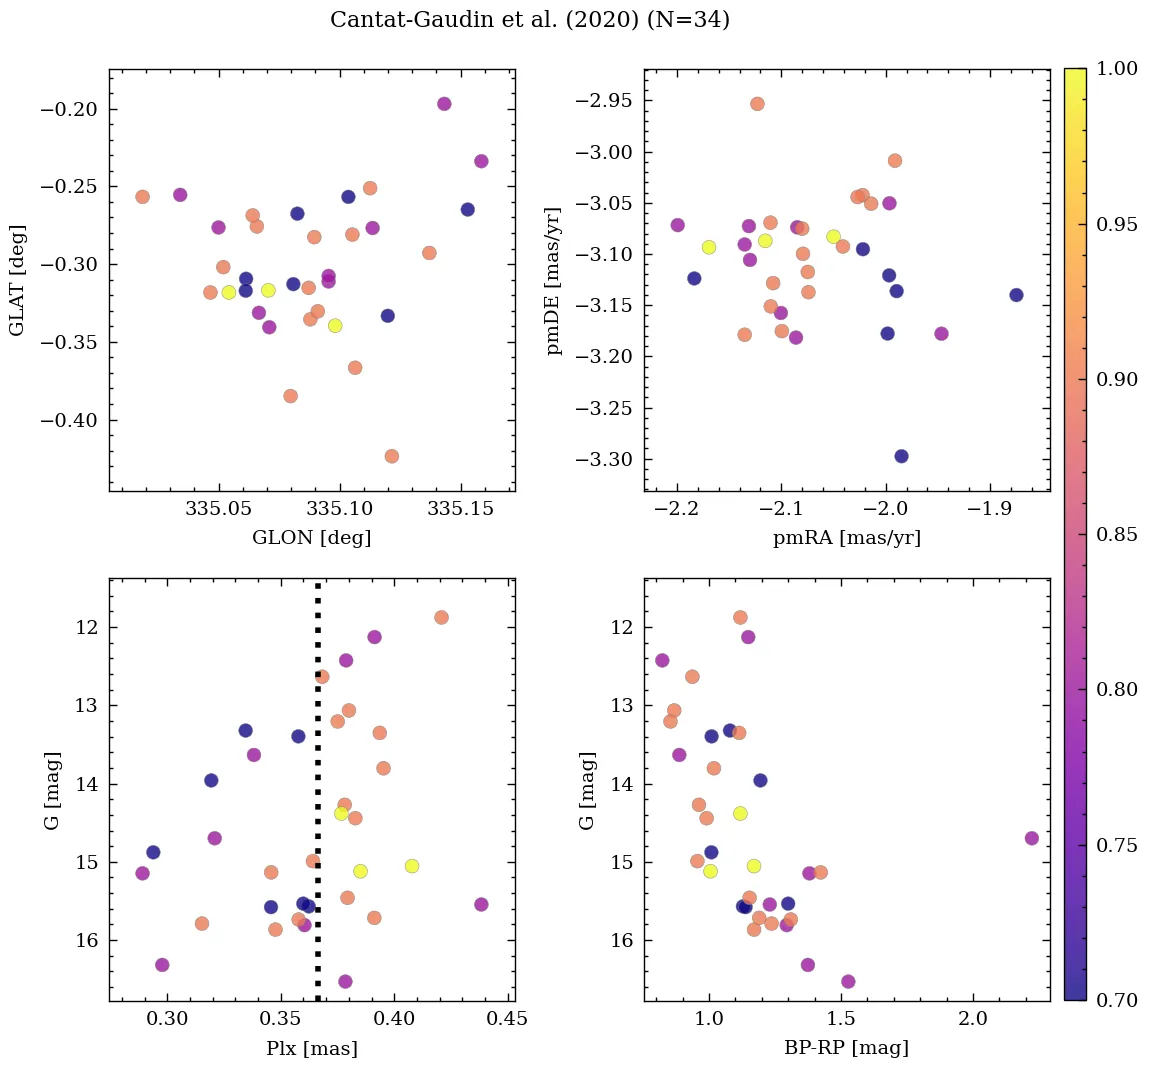 Cantat-Gaudin et al. (2020) (N=34)
−0.20
−0.25
−0.30
−0.35
−0.40
GLAT [deg]
335.05 335.10 335.15
GLON [deg]
−2.95
−3.00
−3.05
−3.10
−3.15
−3.20
−3.25
−3.30
pmDE [mas/yr]
−2.2 −2.1 −2.0 −1.9
pmRA [mas/yr]
12
13
14
15
16
G [mag]
0.30 0.35 0.40 0.45
Plx [mas]
12
13
14
15
16
G [mag]
1.0 1.5 2.0
BP-RP [mag]
1.00
0.95
0.90
0.85
0.80
0.75
0.70